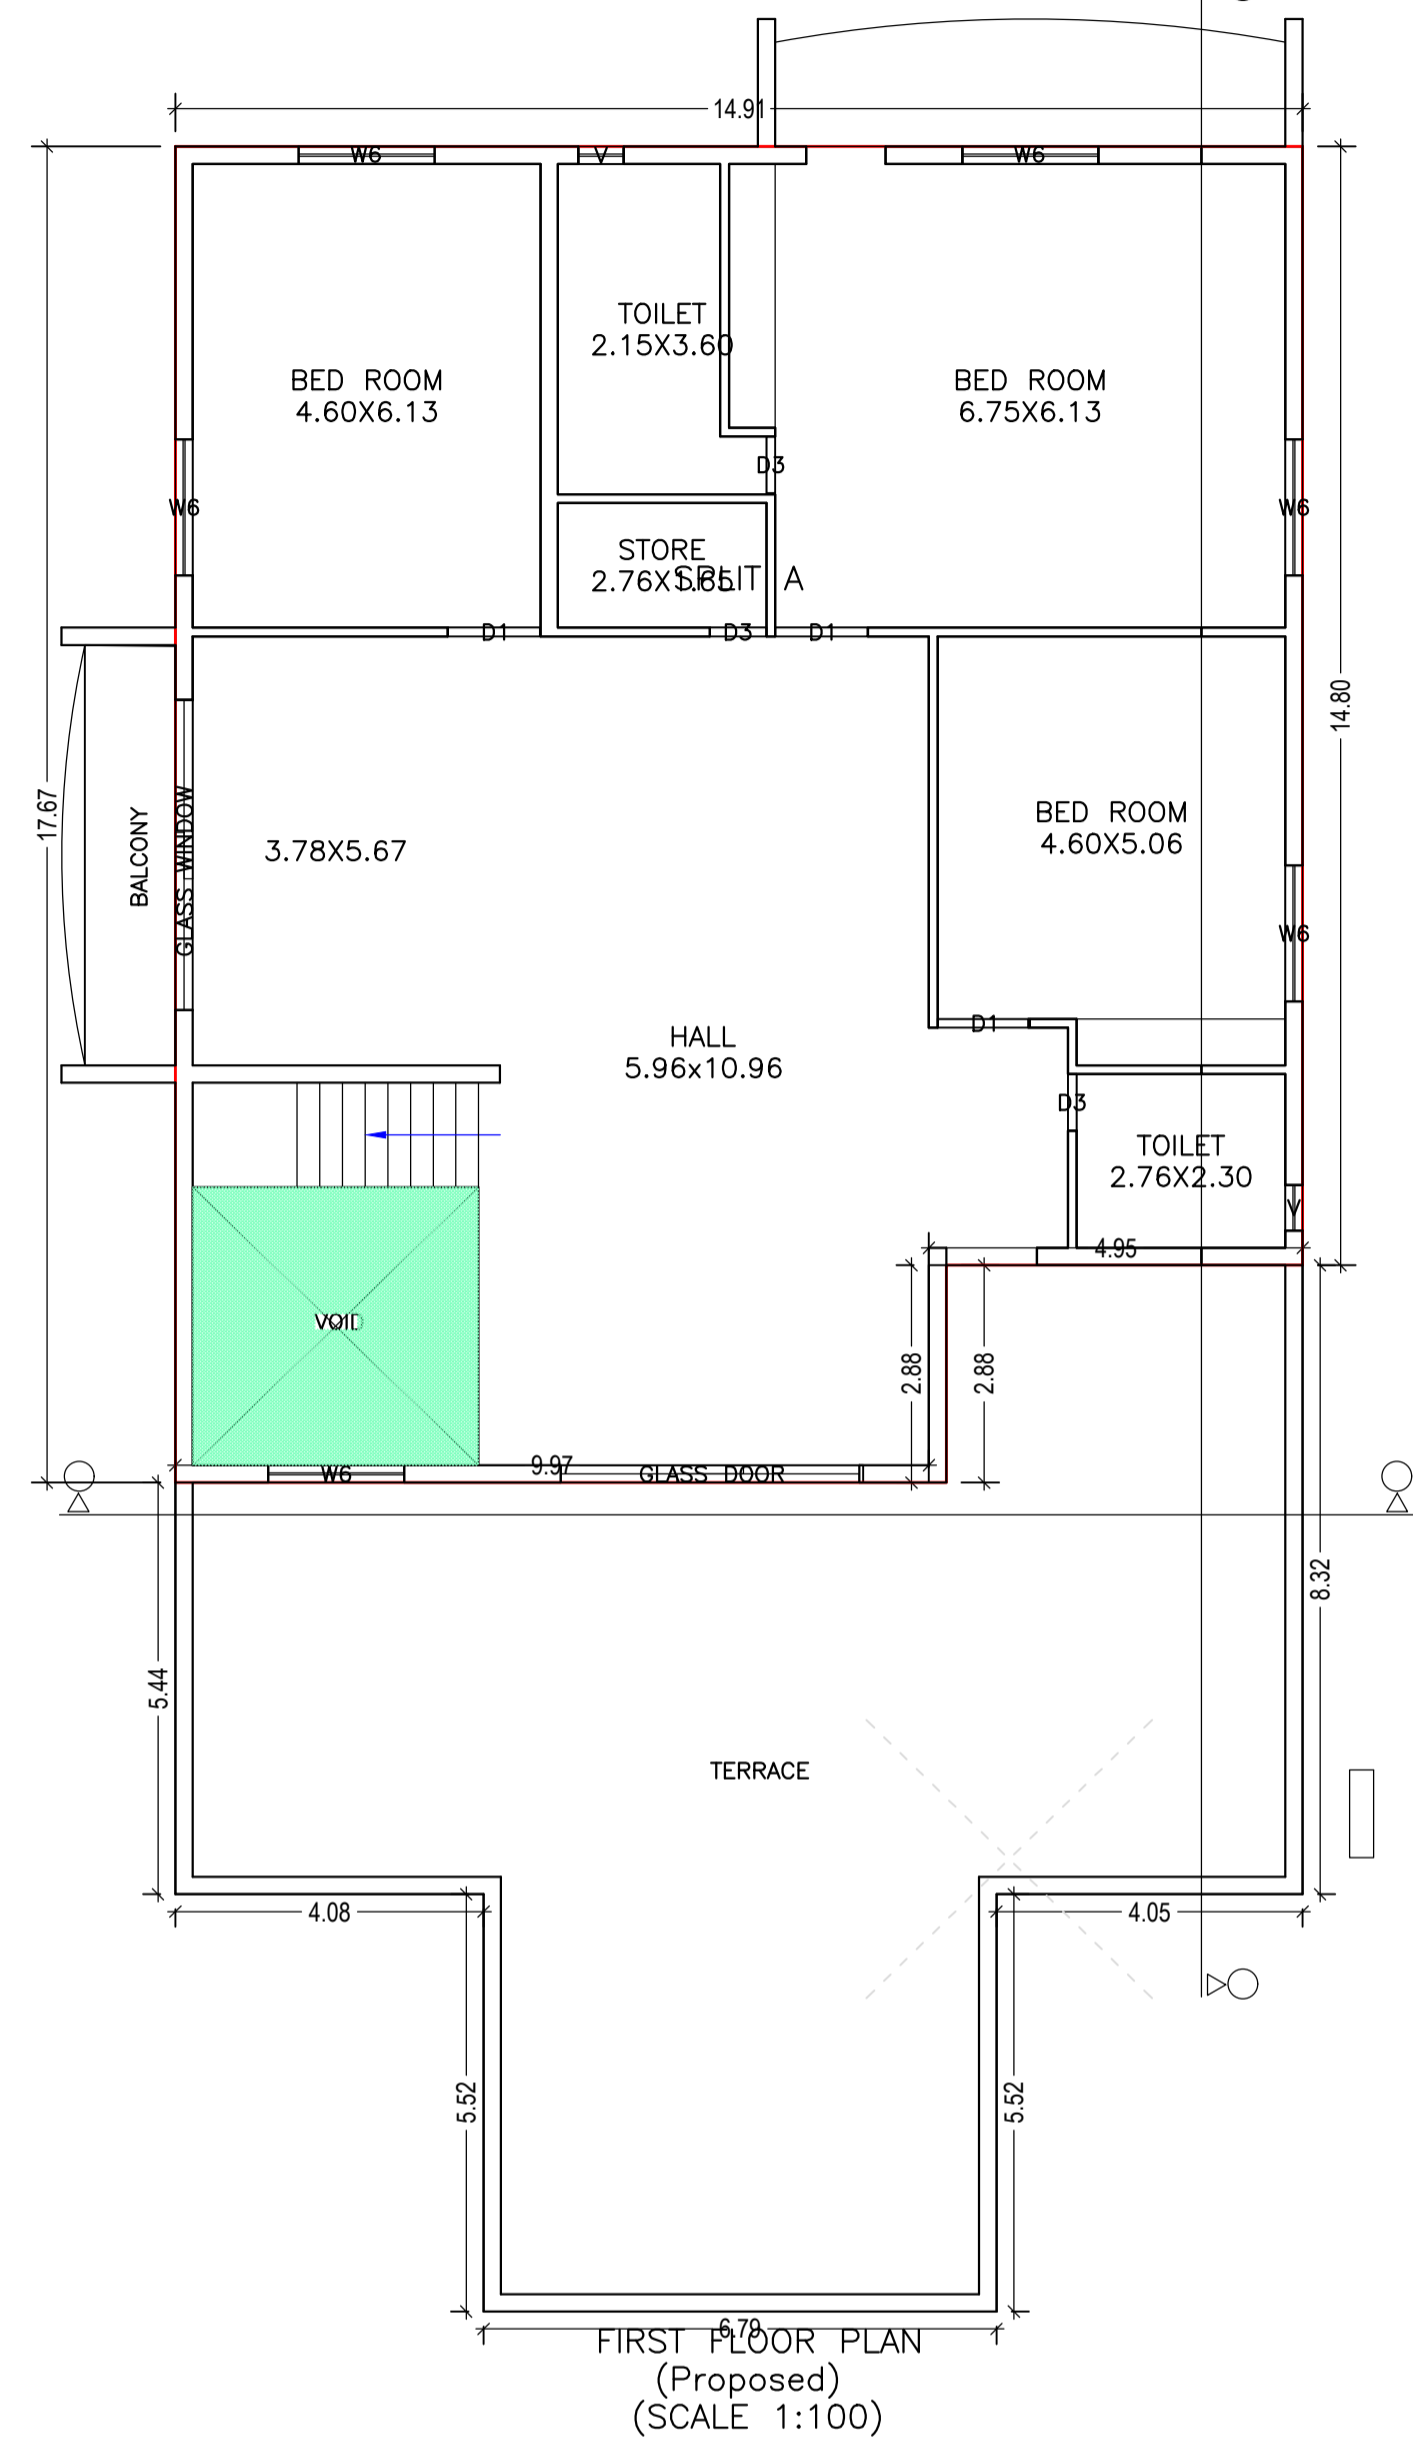 14.91
W6
V
W6
TOILET
2.15X3.60
BED ROOM
4.60X6.13
BED ROOM
6.75X6.13
D3
W6
W6
STORE
2.76X1.65
SPLIT A
D1
D3
D1
14.80
17.67
BALCONY
GLASS WINDOW
3.78X5.67
BED ROOM
4.60X5.06
W6
D1
HALL
5.96x10.96
D3
TOILET
2.76X2.30
V
4.95
VOID
2.88
2.88
9.97
W6
GLASS DOOR
8.32
5.44
TERRACE
4.08
4.05
5.52
5.52
6.79
FIRST FLOOR PLAN
(Proposed)
(SCALE 1:100)